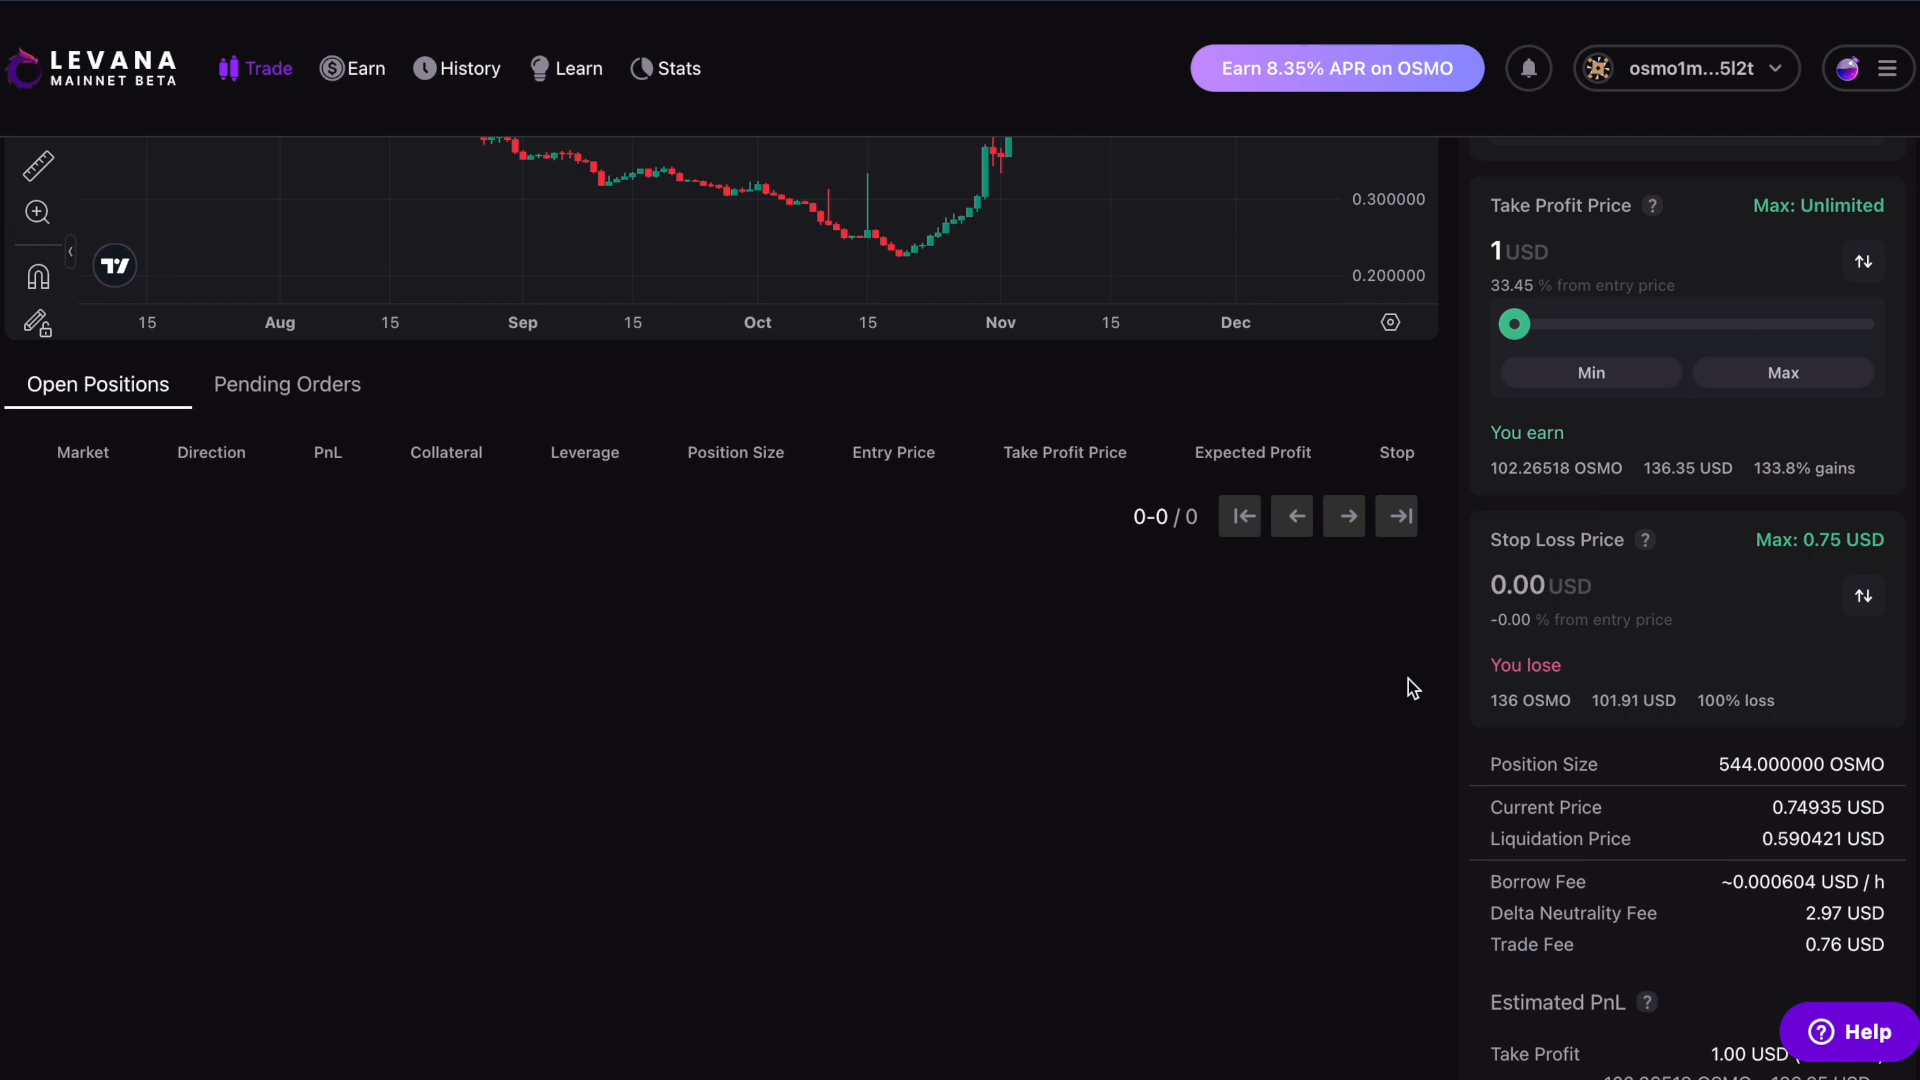 LEVANA
MAINNET BETA
Trade
Earn
History
Learn
Stats
Earn 8.35% APR on OSMO
osmo1m...5l2t
0.300000
0.200000
15
Aug
15
Sep
15
Oct
15
Nov
15
Dec
Open Positions
Pending Orders
Market
Direction
PnL
Collateral
Leverage
Position Size
Entry Price
Take Profit Price
Expected Profit
Stop
0-0 / 0
Take Profit Price ?
Max: Unlimited
1 USD
33.45 % from entry price
Min
Max
You earn
102.26518 OSMO 136.35 USD 133.8% gains
Stop Loss Price ?
Max: 0.75 USD
0.00 USD
-0.00 % from entry price
You lose
136 OSMO 101.91 USD 100% loss
Position Size 544.000000 OSMO
Current Price 0.74935 USD
Liquidation Price 0.590421 USD
Borrow Fee ~0.000604 USD / h
Delta Neutrality Fee 2.97 USD
Trade Fee 0.76 USD
Estimated PnL ?
Help
Take Profit 1.00 USD